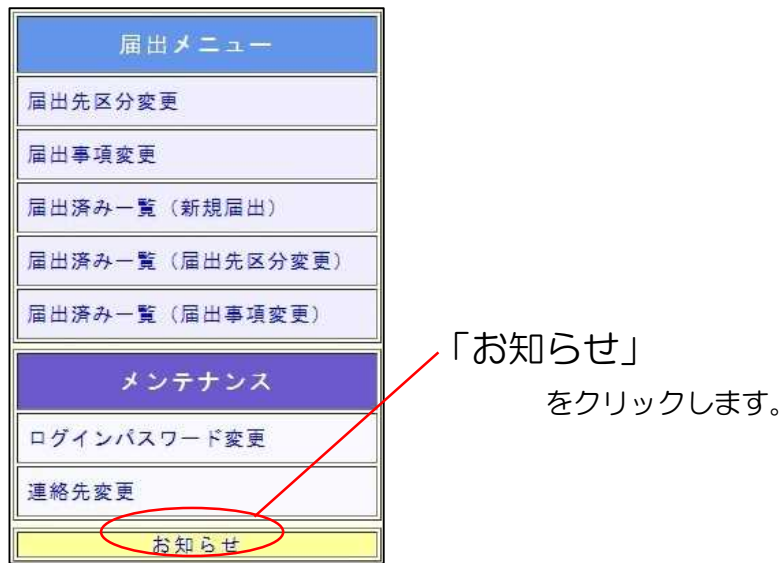 届出メニュー
届出先区分変更
届出事項変更
届出済み一覧（新規届出）
届出済み一覧（届出先区分変更）
届出済み一覧（届出事項変更）
メンテナンス
ログインパスワード変更
連絡先変更
お知らせ
「お知らせ」
をクリックします。